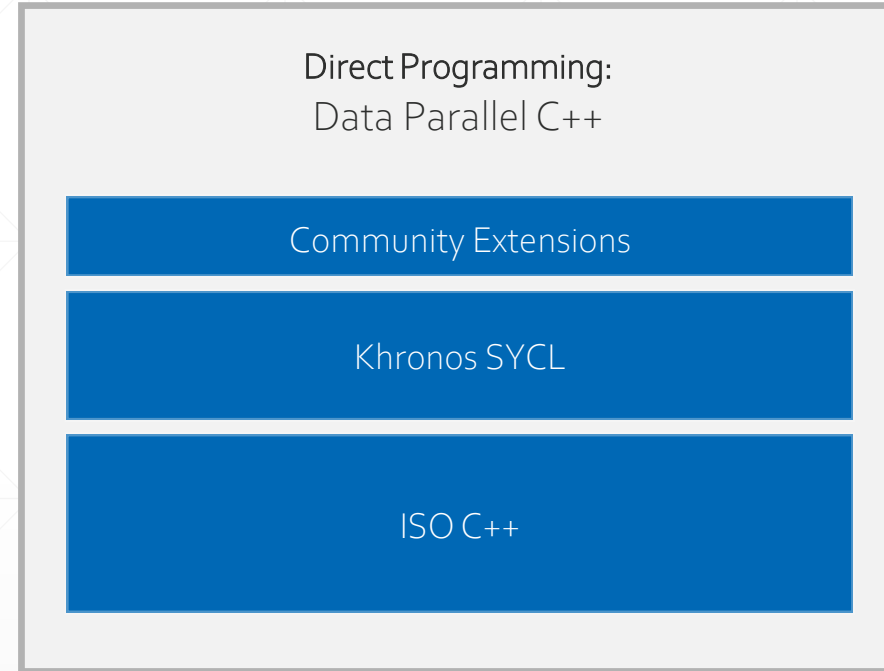 Direct Programming:
Data Parallel C++
Community Extensions
Khronos SYCL
ISO C++